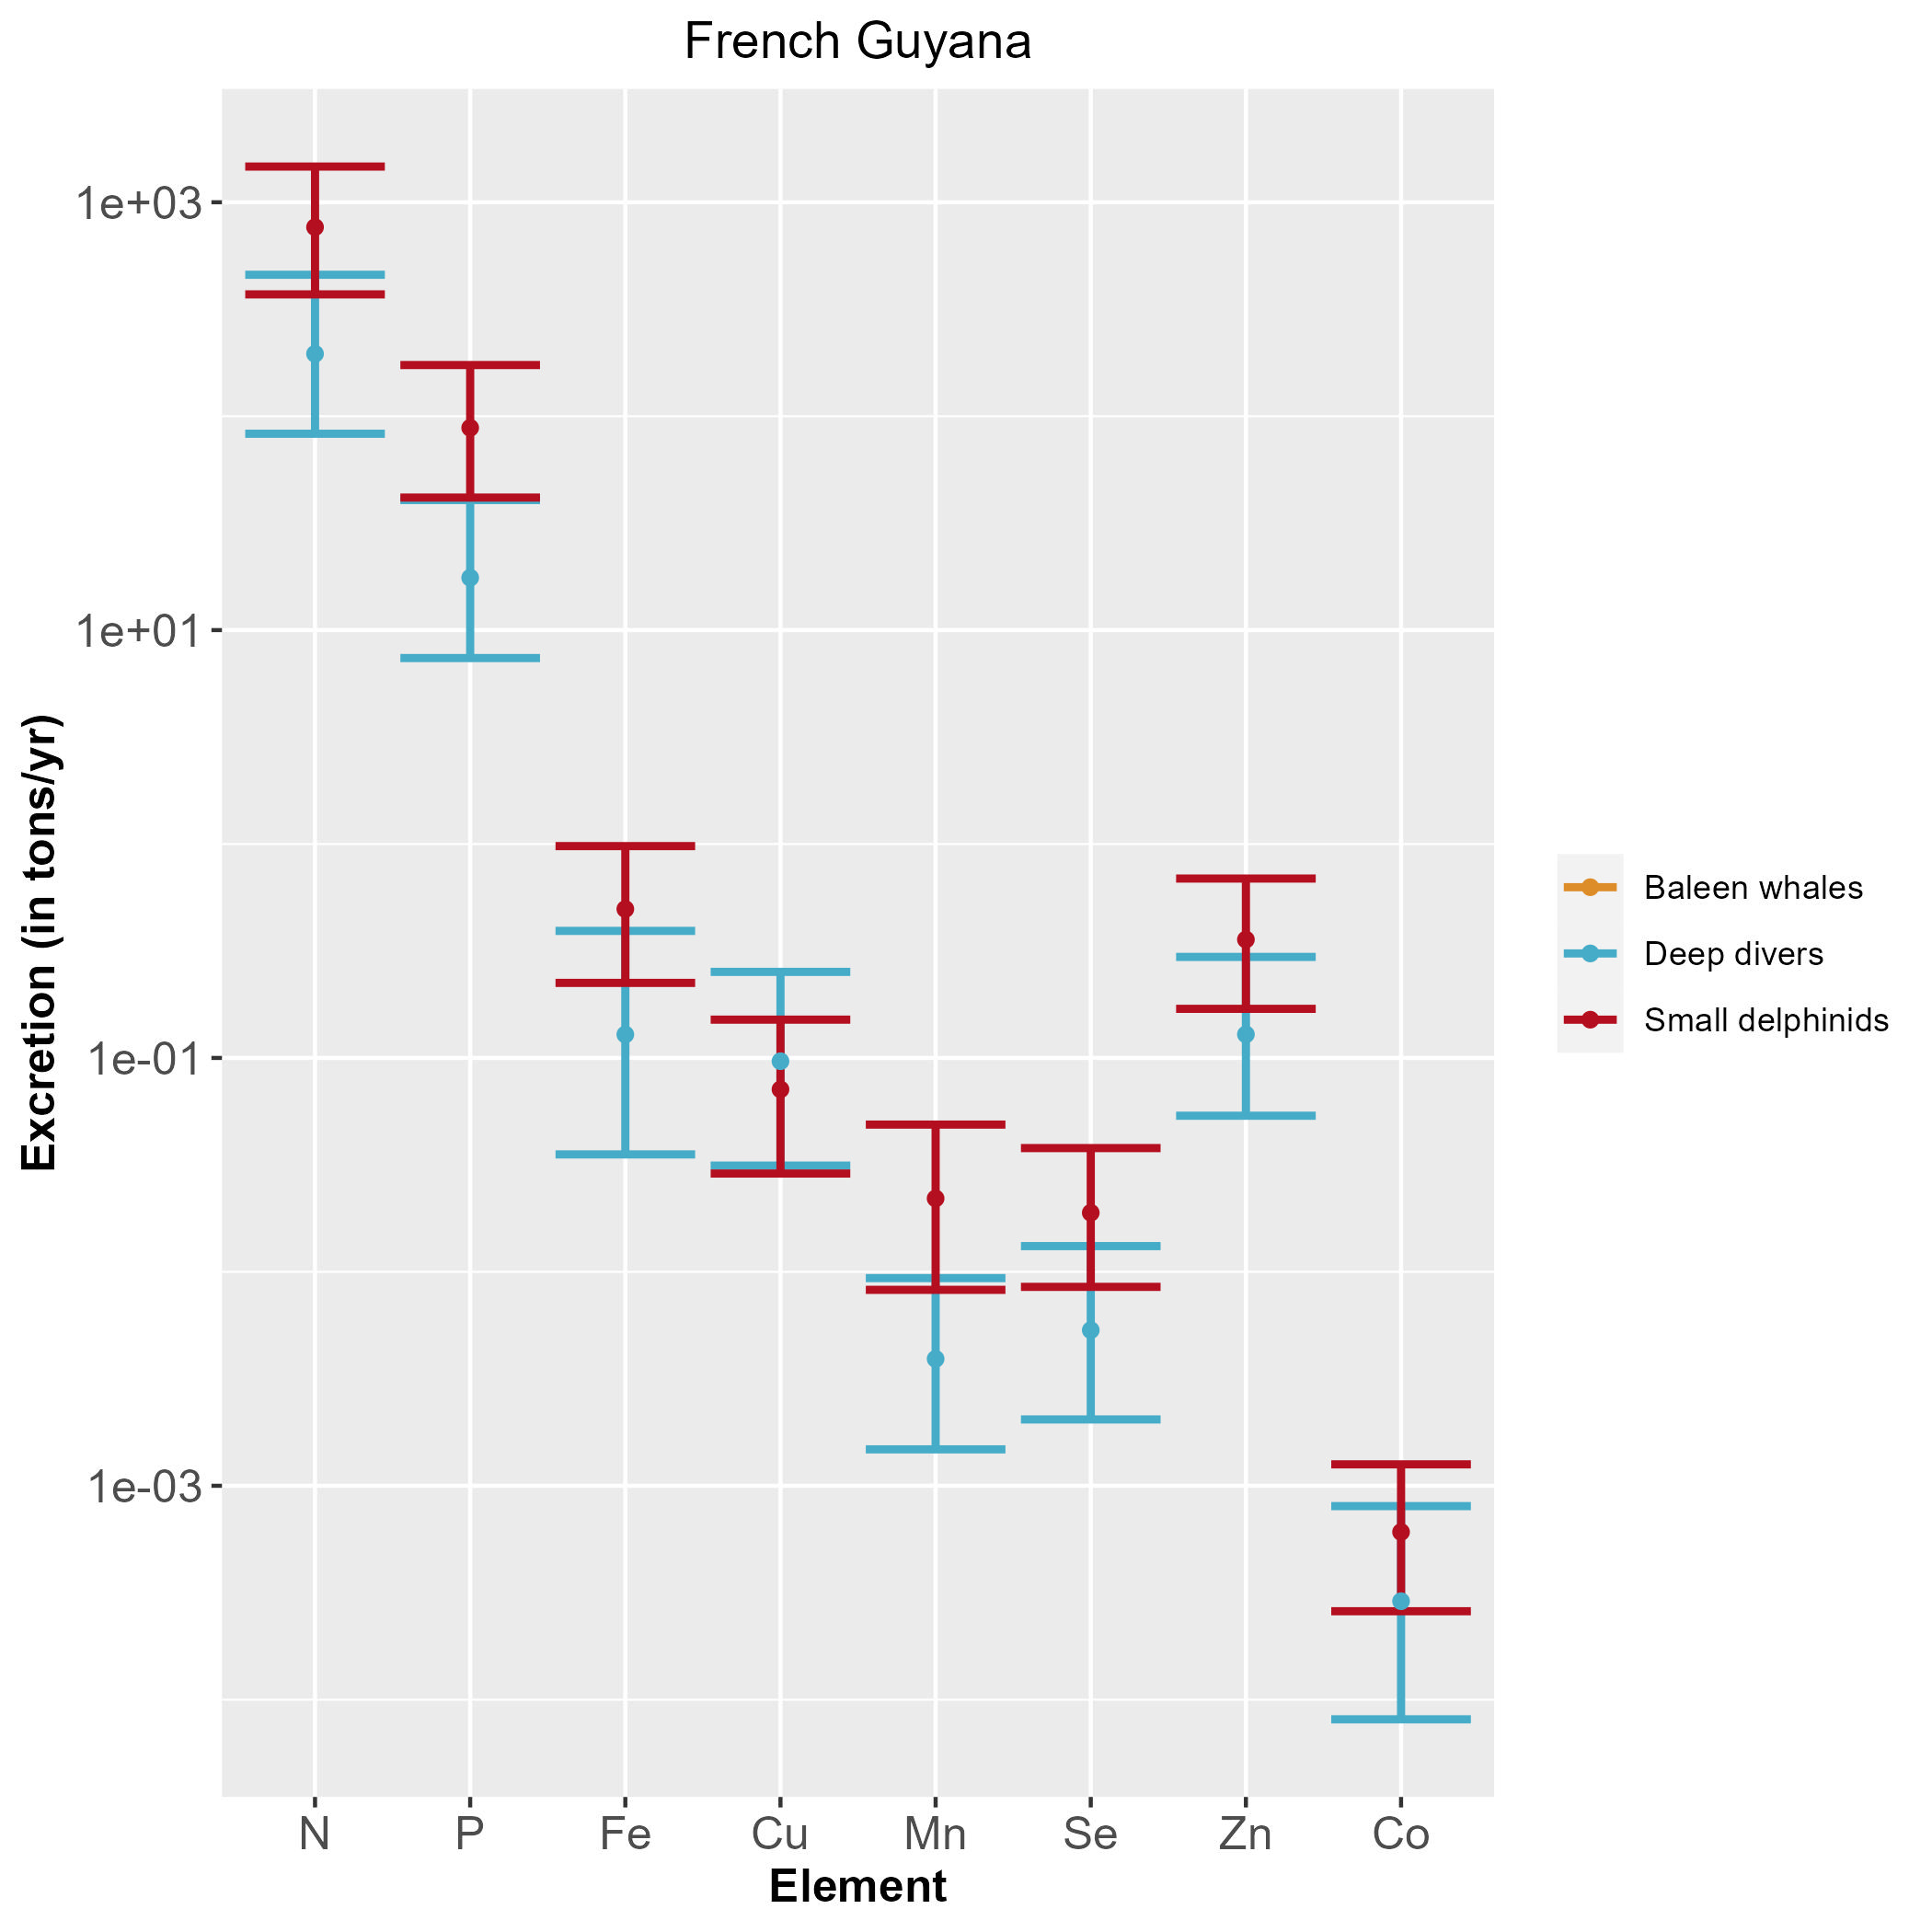 French Guyana
1e+03
1e+01
1e-01
1e-03
Excretion (in tons/yr)
N P Fe Cu Mn Se Zn Co
Element
Baleen whales
Deep divers
Small delphinids